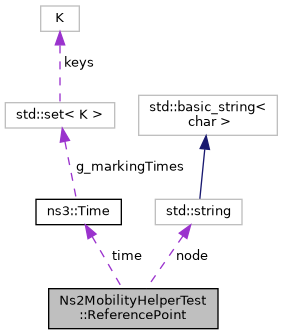 K
keys
std::set< K >
std::basic_string<
char >
g_markingTimes
ns3::Time
std::string
time
node
Ns2MobilityHelperTest
::ReferencePoint